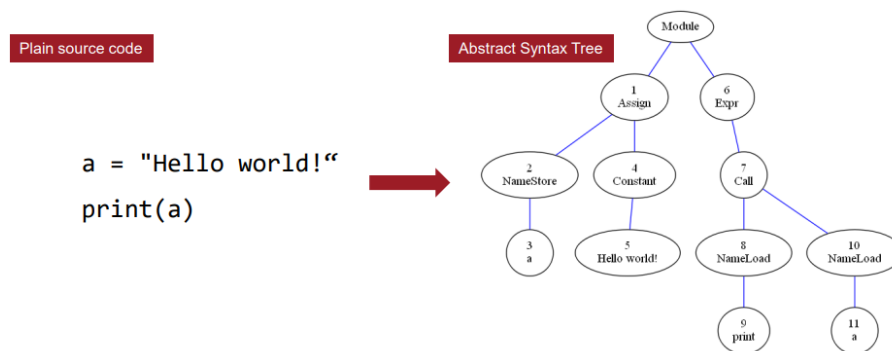 Plain source code
Abstract Syntax Tree
a = "Hello world!“
print(a)
Module
1
Assign
6
Expr
2
NameStore
4
Constant
7
Call
3
a
5
Hello world!
8
NameLoad
10
NameLoad
9
print
11
a